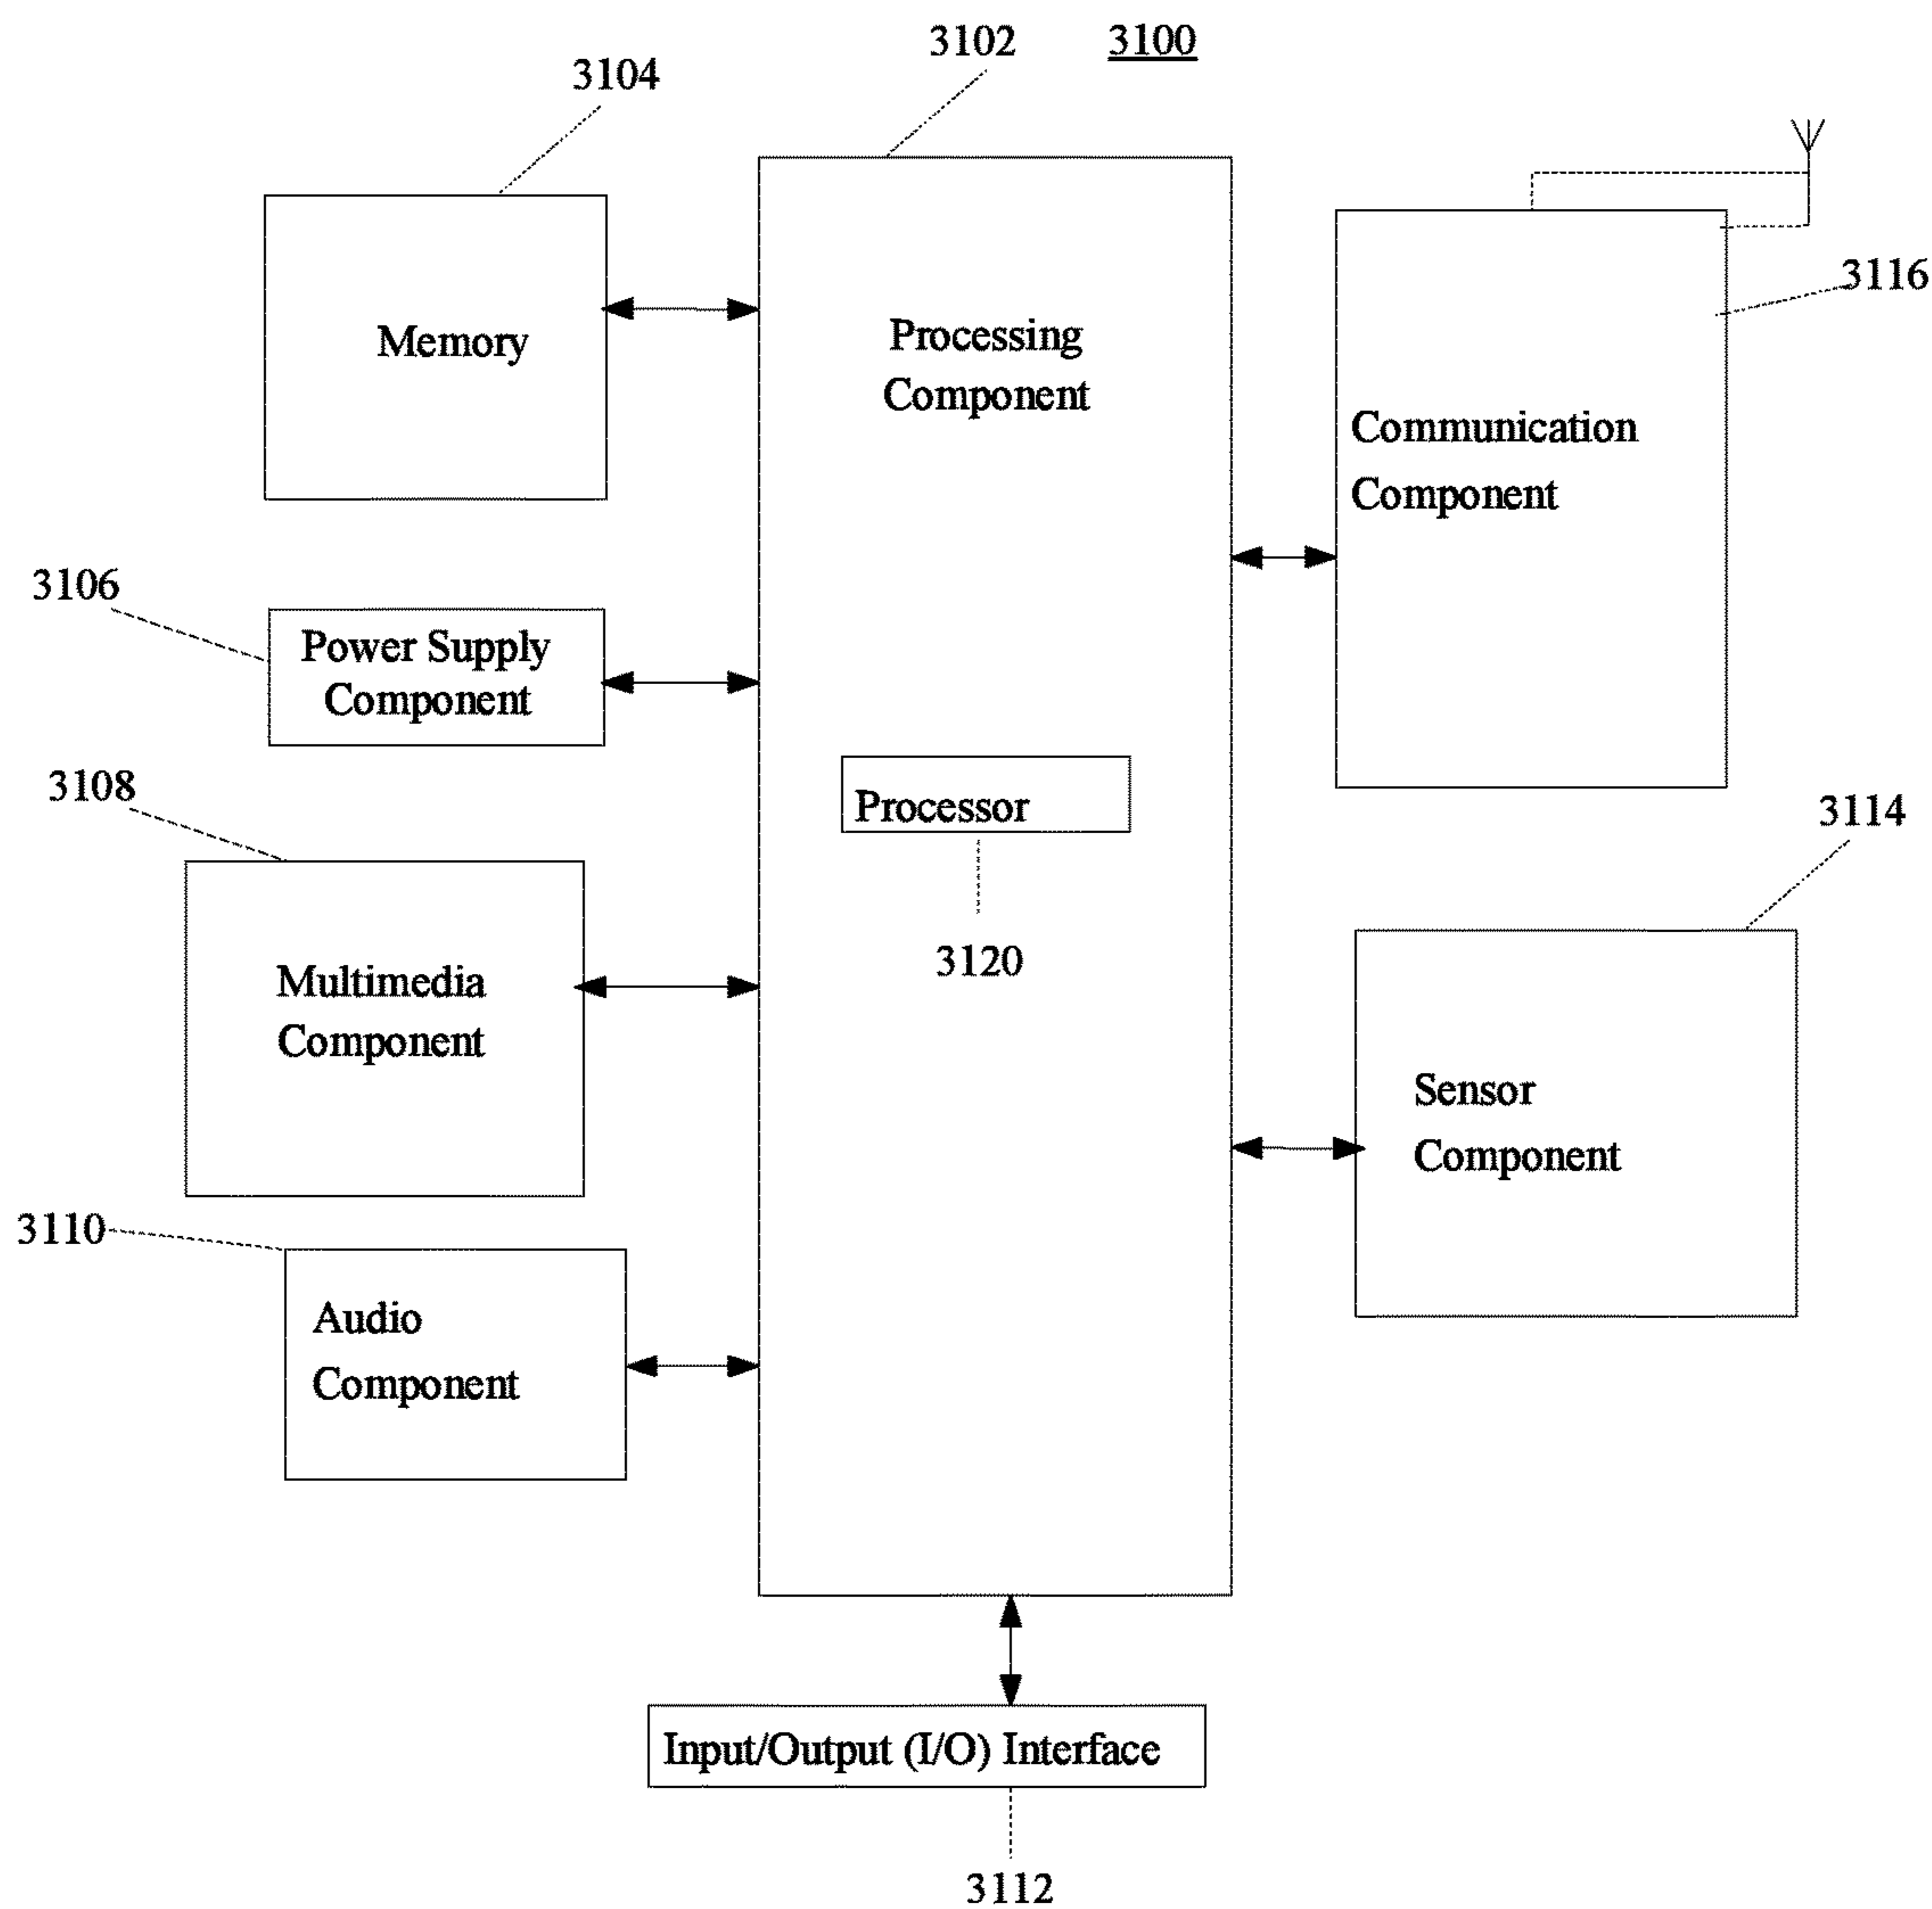 3102
3100
3104
3116
Memory
Processing
Component
Communication
Component
3106
Power Supply
Component
3108
Processor
3114
3120
Multimedia
Component
Sensor
Component
3110
Audio
Component
Input/Output (I/O) Interface
3112